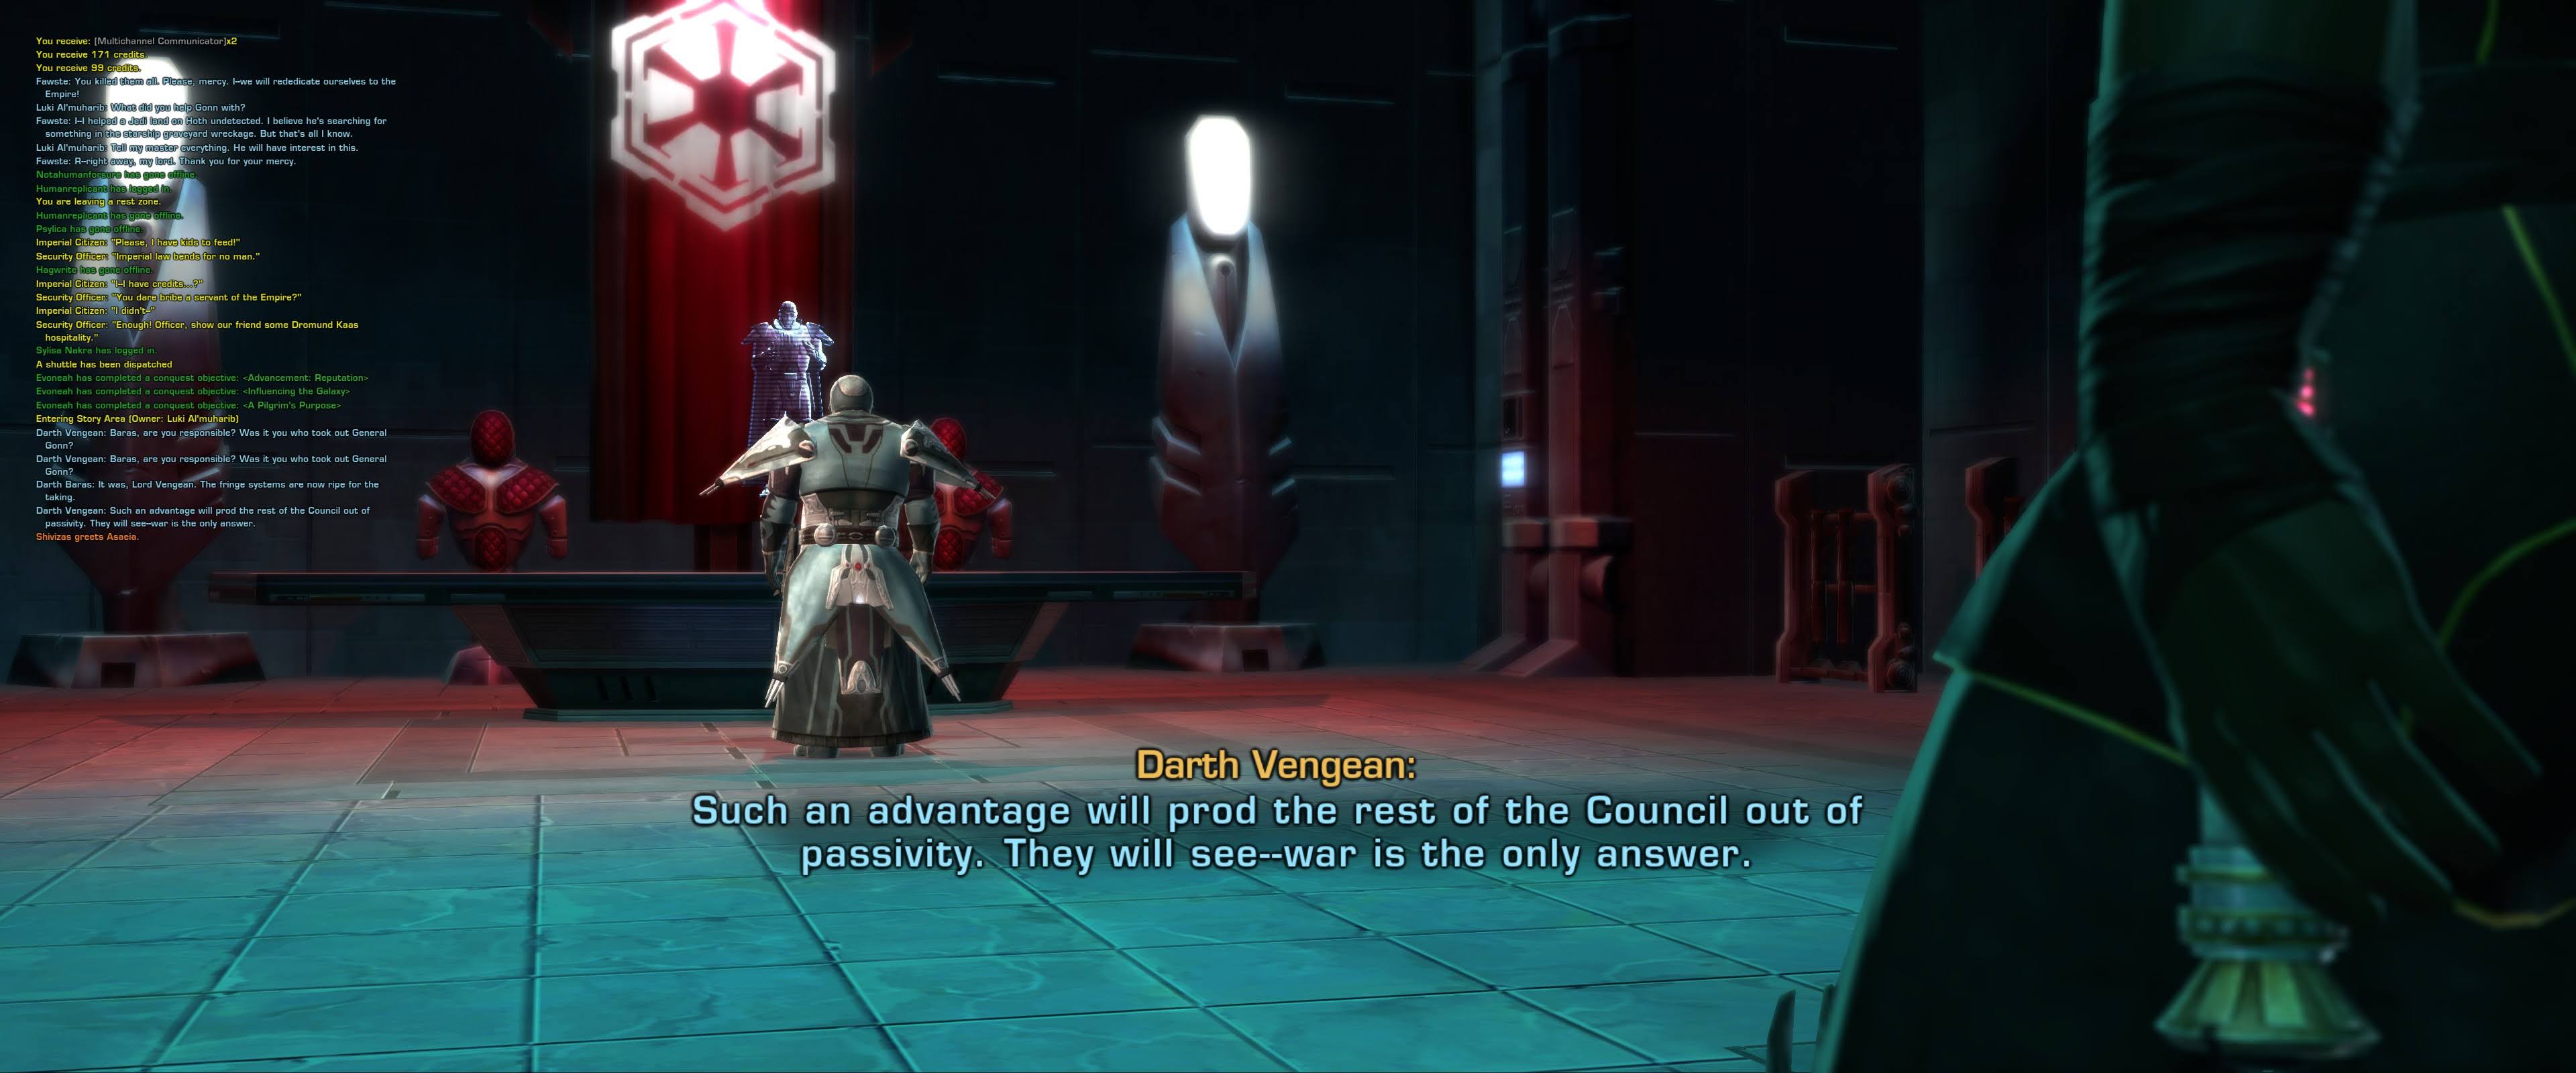 You receive: [Multichannel Communicator]x2
You receive 171 credits.
You receive 99 credits.
Fawste: You killed them all. Please, mercy. I--we will rededicate ourselves to the
Empire!
Luki Al'muharib: What did you help Gonn with?
Fawste: I--I helped a Jedi land on Hoth undetected. I believe he's searching for
something in the starship graveyard wreckage. But that's all I know.
Luki Al'muharib: Tell my master everything. He will have interest in this.
Fawste: R--right away, my lord. Thank you for your mercy.
Notahumanforsure has gone offline.
Humanreplicant has logged in.
You are leaving a rest zone.
Humanreplicant has gone offline.
Psylica has gone offline.
Imperial Citizen: "Please, I have kids to feed!"
Security Officer: "Imperial law bends for no man."
Hagwrite has gone offline.
Imperial Citizen: "I--I have credits...?"
Security Officer: "You dare bribe a servant of the Empire?"
Imperial Citizen: "I didn't--"
Security Officer: "Enough! Officer, show our friend some Dromund Kaas
hospitality."
Sylisa Nakra has logged in.
A shuttle has been dispatched
Evoneah has completed a conquest objective: <Advancement: Reputation>
Evoneah has completed a conquest objective: <Influencing the Galaxy>
Evoneah has completed a conquest objective: <A Pilgrim's Purpose>
Entering Story Area (Owner: Luki Al'muharib)
Darth Vengean: Baras, are you responsible? Was it you who took out General
Gonn?
Darth Vengean: Baras, are you responsible? Was it you who took out General
Gonn?
Darth Baras: It was, Lord Vengean. The fringe systems are now ripe for the
taking.
Darth Vengean: Such an advantage will prod the rest of the Council out of
passivity. They will see--war is the only answer.
Shivizas greets Asaeia.
Darth Vengean:
Such an advantage will prod the rest of the Council out of
passivity. They will see--war is the only answer.